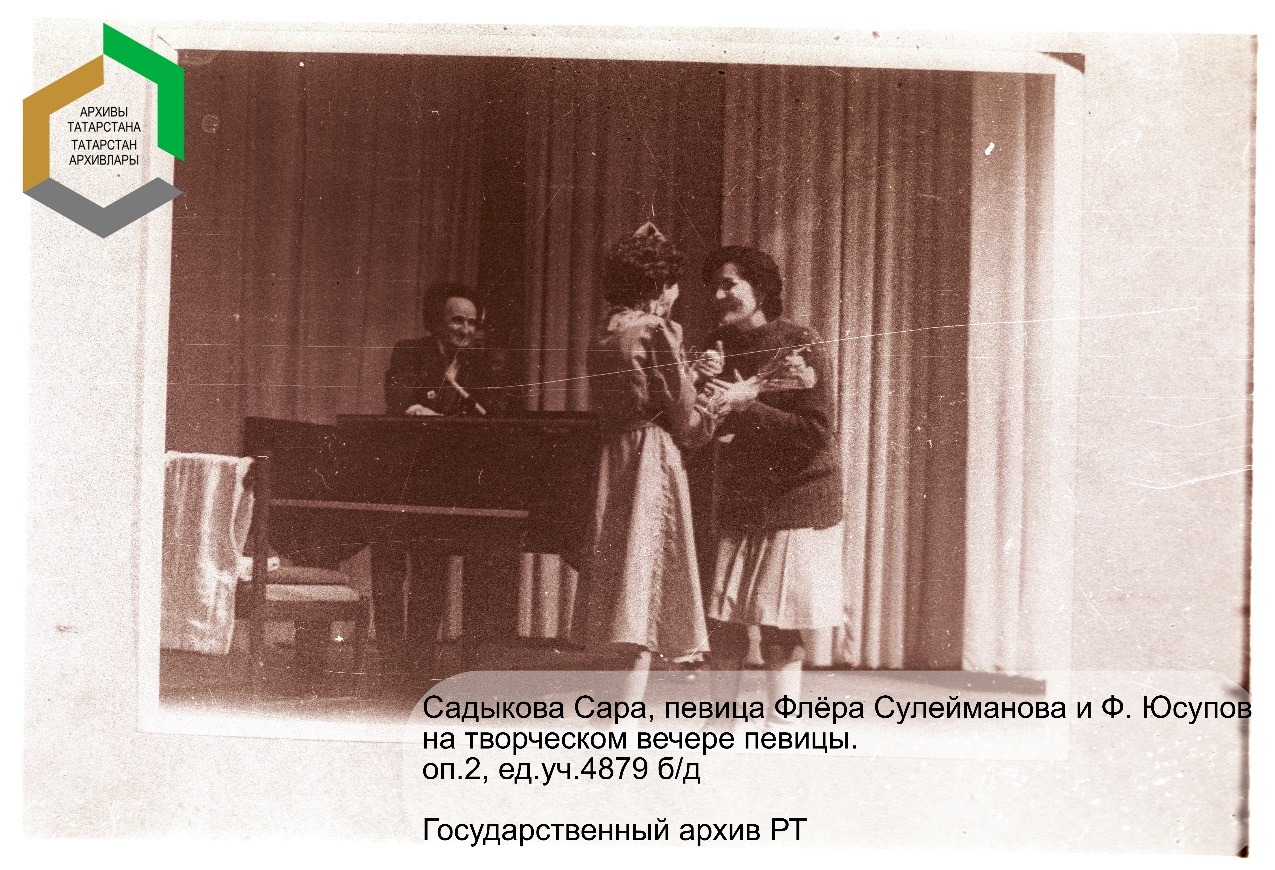 АРХИВЫ
ТАТАРСТАНА
ТАТАРСТАН
АРХИВЛАРЫ
Садыкова Сара, певица Флёра Сулейманова и Ф. Юсупов
на творческом вечере певицы.
оп.2, ед.уч.4879 б/д
Государственный архив РТ